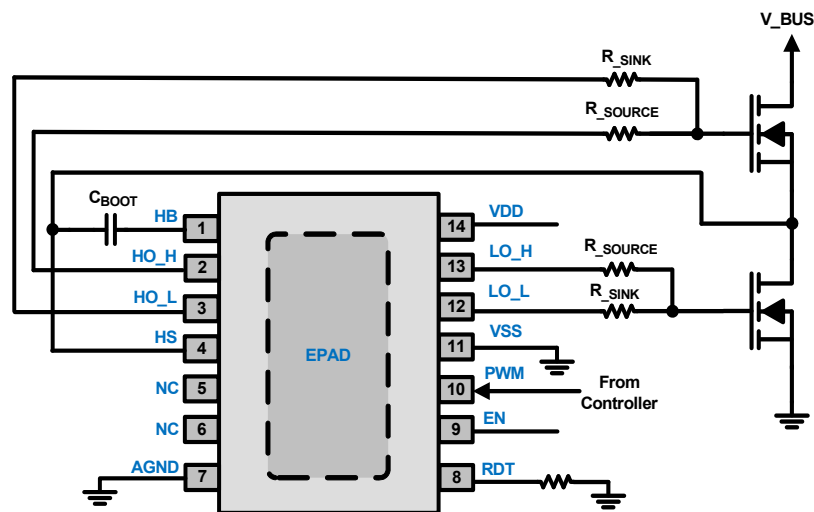 V_BUS
R_SINK
R_SOURCE
C_BOOT
HB
1
14
VDD
HO_H
2
13
LO_H
R_SOURCE
HO_L
3
12
LO_L
R_SINK
HS
4
11
VSS
EPAD
NC
5
10
PWM
From
Controller
NC
6
9
EN
AGND
7
8
RDT